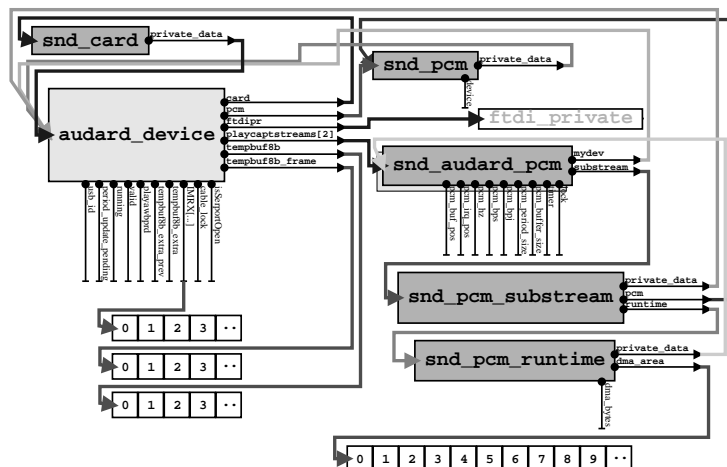 snd_card
private_data
snd_pcm
private_data
device
audard_device
card
pcm
ftdipr
playcaptstreams[2]
tempbuf8b
tempbuf8b_frame
ftdi_private
snd_audard_pcm
mydev
substream
usb_id
period_update_pending
running
valid
playawbprd
tempbuf8b_extra_prev
tempbuf8b_extra
IMRX[...]
cable_lock
isSerportOpen
pcm_buf_pos
pcm_irq_pos
pcm_hz
pcm_bps
pcm_bpj
pcm_period_size
pcm_buffer_size
timer
lock
snd_pcm_substream
private_data
pcm
runtime
0 1 2 3 ..
snd_pcm_runtime
private_data
dma_area
0 1 2 3 ..
dma_bytes
0 1 2 3 ..
0 1 2 3 4 5 6 7 8 9 ..